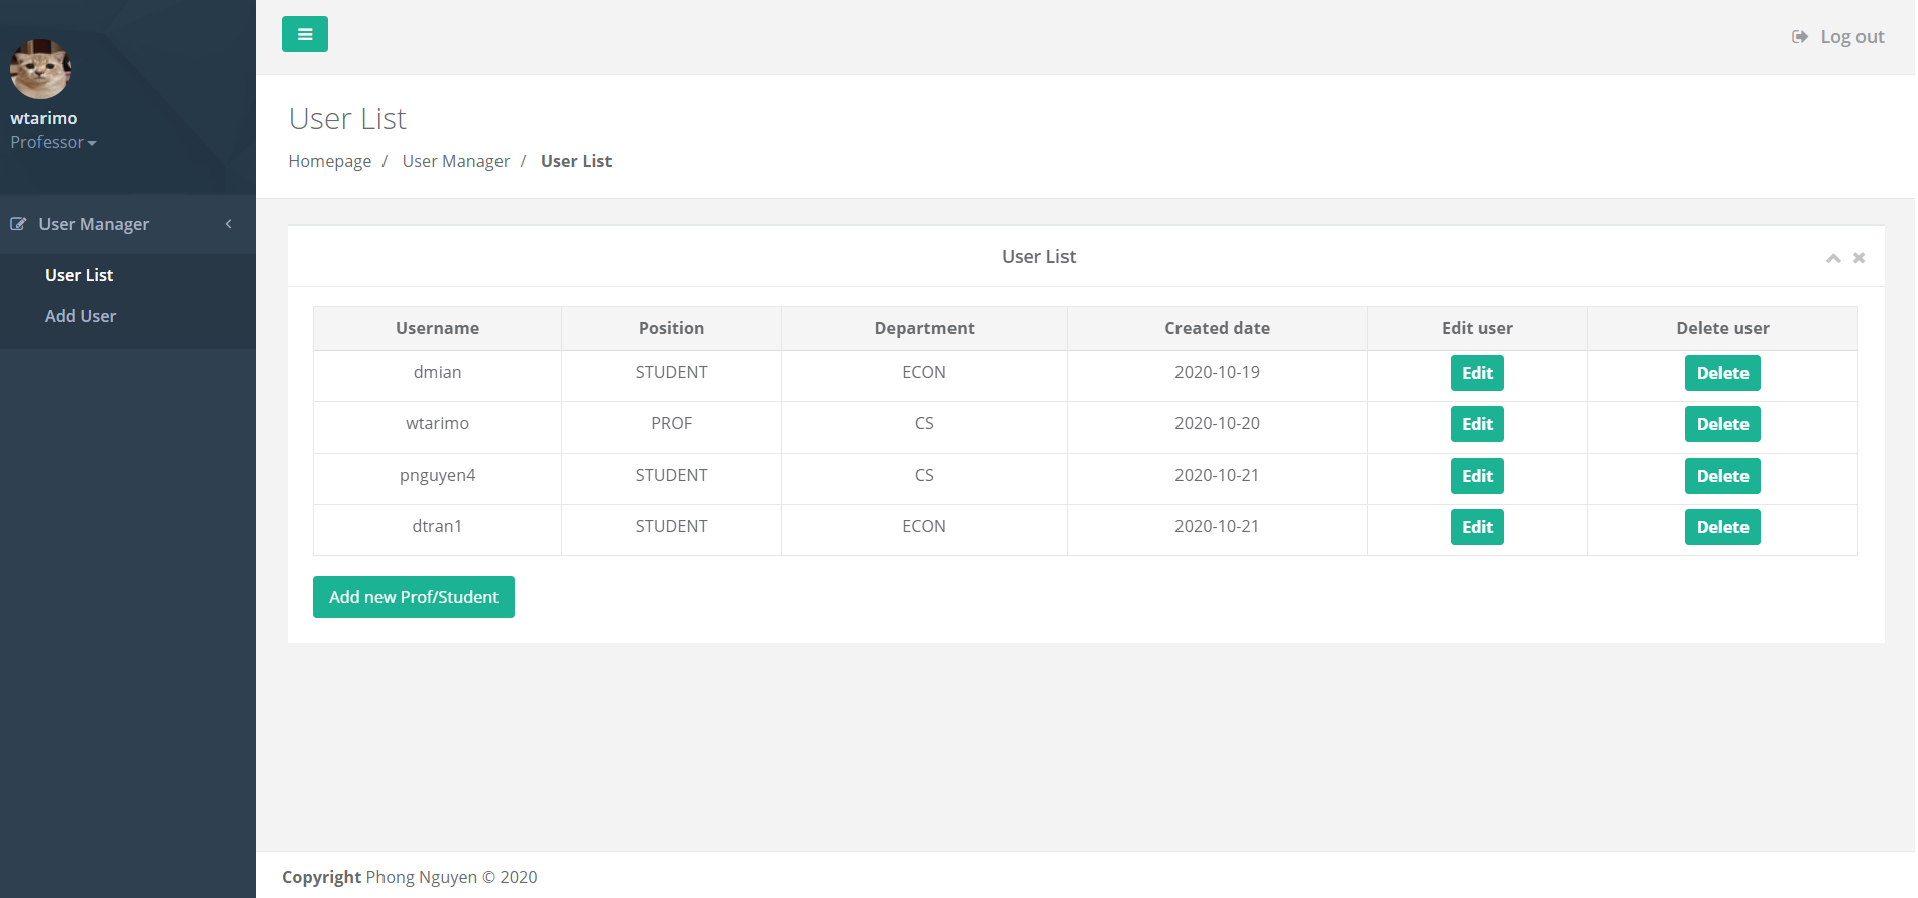 wtarimo
Professor
User Manager
User List
Add User
Log out
User List
Homepage / User Manager / User List
User List
Username Position Department Created date Edit user Delete user
dmian STUDENT ECON 2020-10-19 Edit Delete
wtarimo PROF CS 2020-10-20 Edit Delete
pnguyen4 STUDENT CS 2020-10-21 Edit Delete
dtran1 STUDENT ECON 2020-10-21 Edit Delete
Add new Prof/Student
Copyright Phong Nguyen © 2020